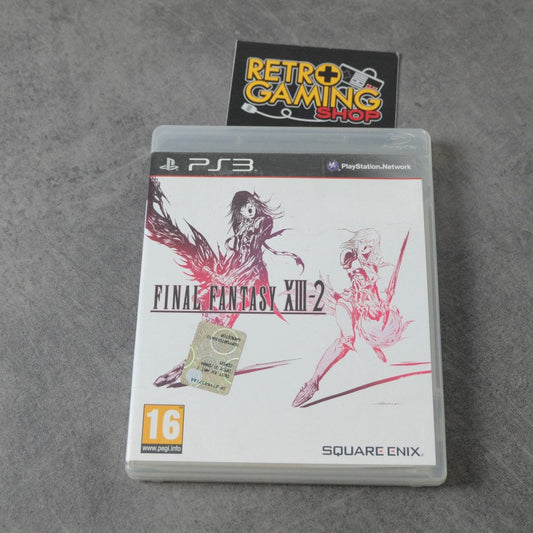 RETRO
GAMING
SHOP
PS3
PlayStation.Network
FINAL FANTASY XIII-2
16
www.pegi.info
SQUARE ENIX